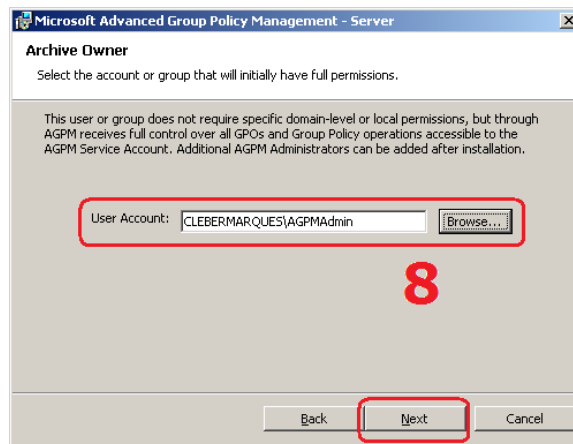 Microsoft Advanced Group Policy Management - Server
Archive Owner
Select the account or group that will initially have full permissions.
This user or group does not require specific domain-level or local permissions, but through
AGPM receives full control over all GPOs and Group Policy operations accessible to the
AGPM Service Account. Additional AGPM Administrators can be added after installation.
User Account: CLEBERMARQUES\AGPMAdmin Browse...
8
Back Next Cancel